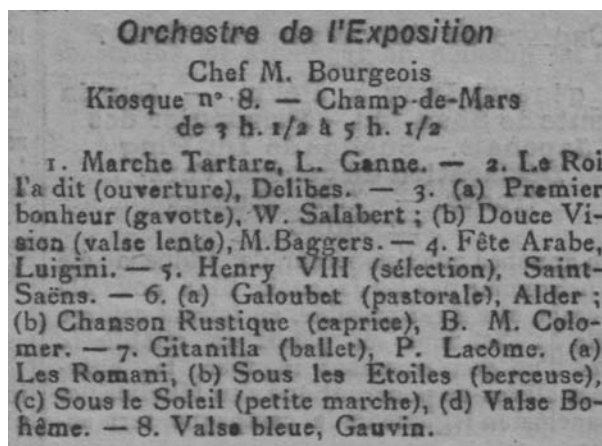 Orchestre de l'Exposition
Chef M. Bourgeois
Kiosque n° 8. — Champ-de-Mars
de 3 h. 1/2 à 5 h. 1/2
1. Marche Tartare, L. Ganne. — 2. Le Roi
l'a dit (ouverture), Delibes. — 3. (a) Premier
bonheur (gavotte), W. Salabert ; (b) Douce Vi-
sion (valse lente), M. Baggers. — 4. Fête Arabe,
Luigini. — 5. Henry VIII (sélection), Saint-
Saëns. — 6. (a) Galoubet (pastorale), Alder ;
(b) Chanson Rustique (caprice), B. M. Colo-
mer. — 7. Gitanilla (ballet), P. Lacôme. (a)
Les Romani, (b) Sous les Etoiles (berceuse),
(c) Sous le Soleil (petite marche), (d) Valse Bo-
hême. — 8. Valse bleue, Gauvin.